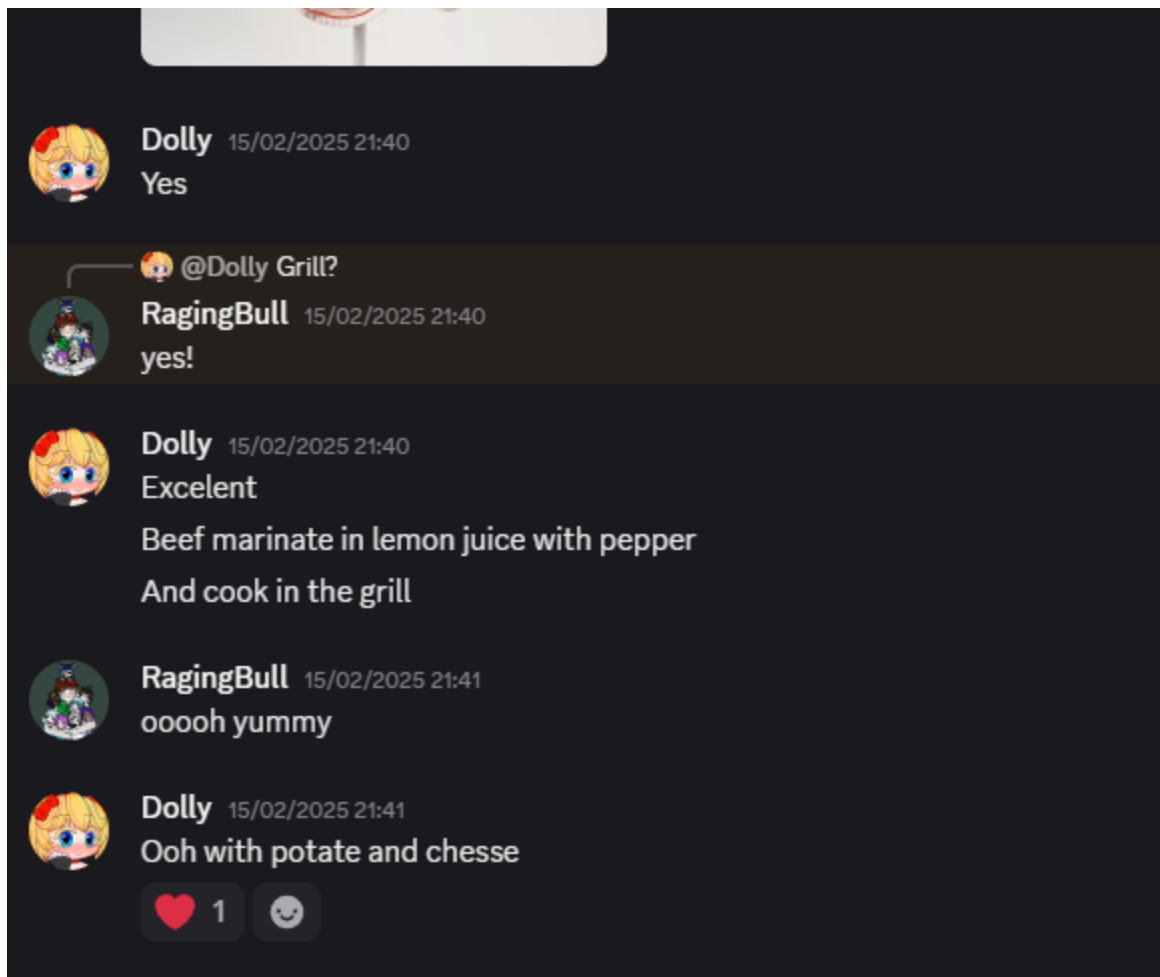 Dolly 15/02/2025 21:40
Yes
@Dolly Grill?
RagingBull 15/02/2025 21:40
yes!
Dolly 15/02/2025 21:40
Excelent
Beef marinate in lemon juice with pepper
And cook in the grill
RagingBull 15/02/2025 21:41
ooooh yummy
Dolly 15/02/2025 21:41
Ooh with potate and chesse
1